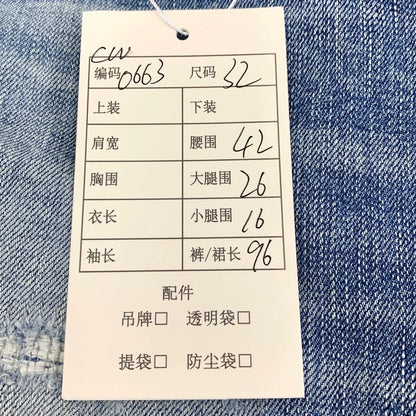 CW
编码 0663 尺码 32
上装 下装
肩宽 腰围 42
胸围 大腿围 26
衣长 小腿围 16
袖长 裤/裙长 96
配件
吊牌□ 透明袋□
提袋□ 防尘袋□